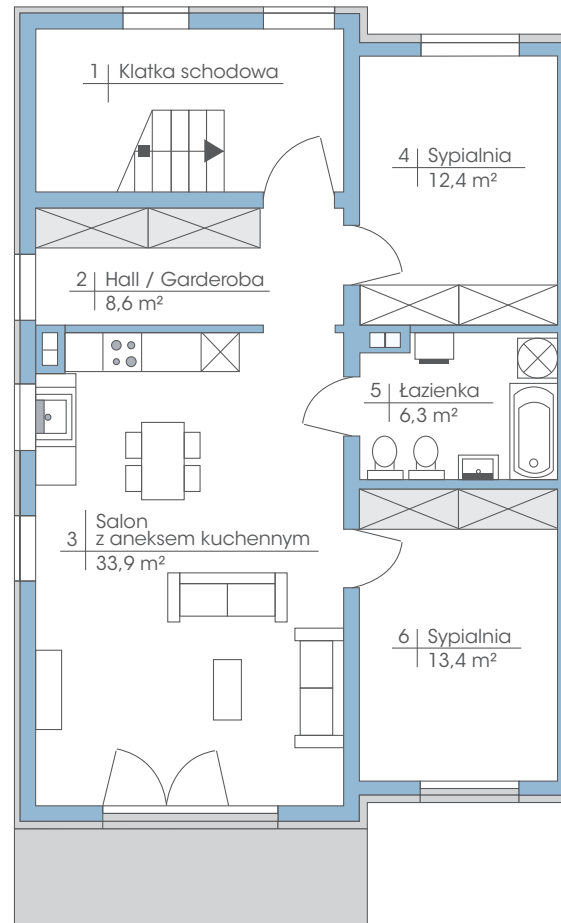 1 Klatka schodowa
4 Sypialnia
12,4 m²
2 Hall / Garderoba
8,6 m²
5 Łazienka
6,3 m²
3 Salon
z aneksem kuchennym
33,9 m²
6 Sypialnia
13,4 m²